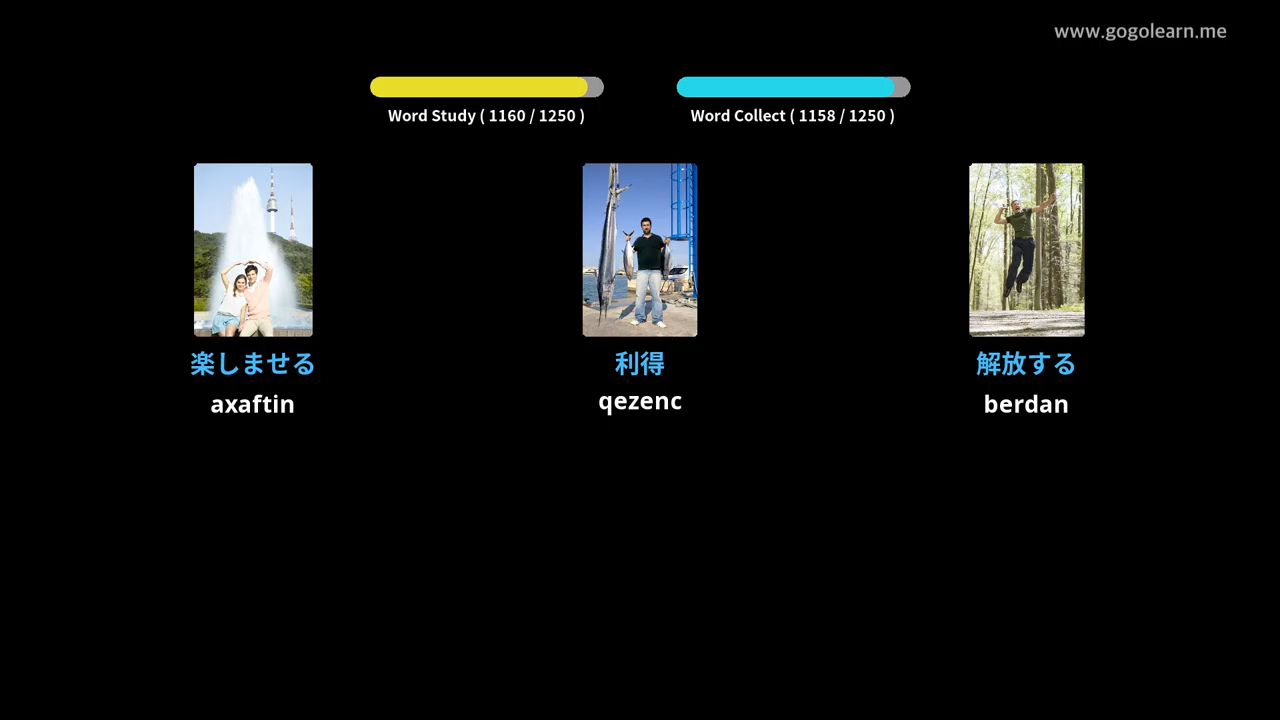 www.gogolearn.me
Word Study ( 1160 / 1250 )
Word Collect ( 1158 / 1250 )
楽しませる
利得
解放する
axaftin
qezenc
berdan